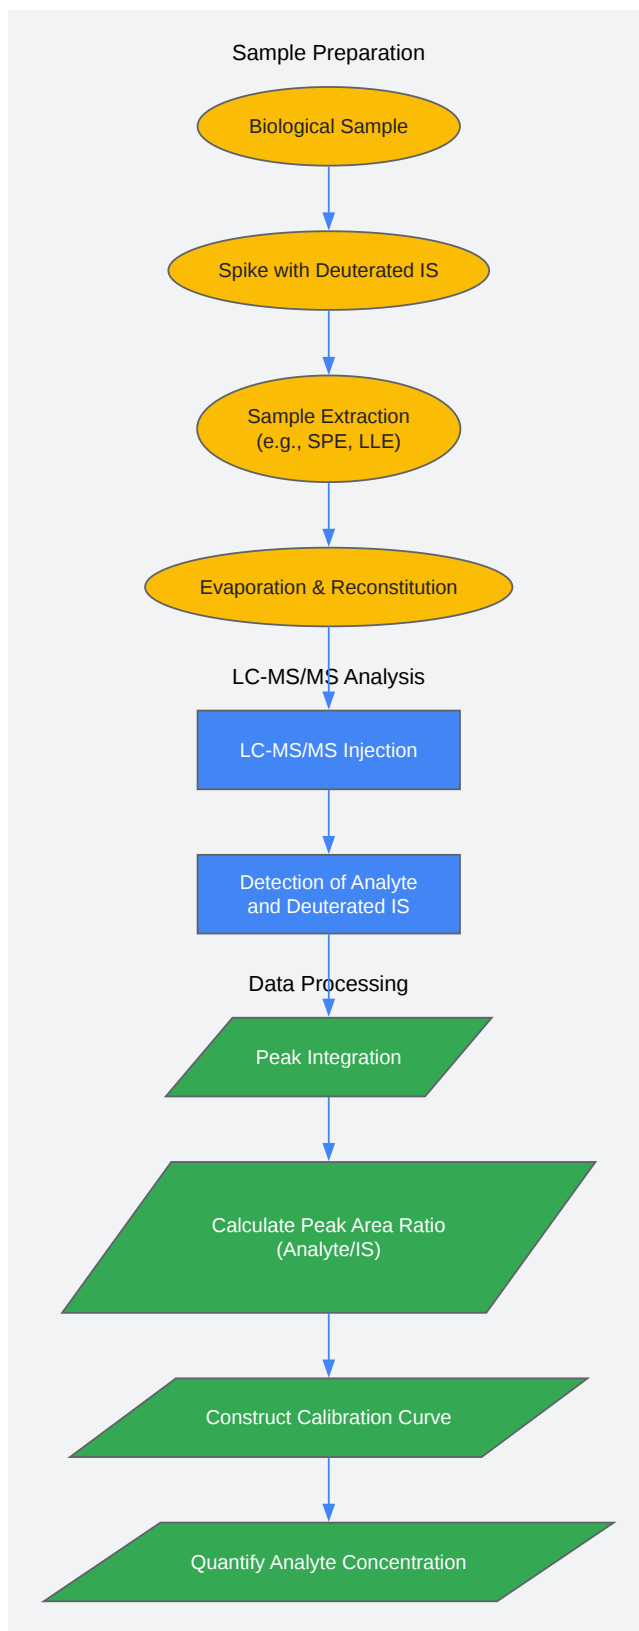 Sample Preparation
Biological Sample
Spike with Deuterated IS
Sample Extraction
(e.g., SPE, LLE)
Evaporation & Reconstitution
LC-MS/MS Analysis
LC-MS/MS Injection
Detection of Analyte
and Deuterated IS
Data Processing
Peak Integration
Calculate Peak Area Ratio
(Analyte/IS)
Construct Calibration Curve
Quantify Analyte Concentration